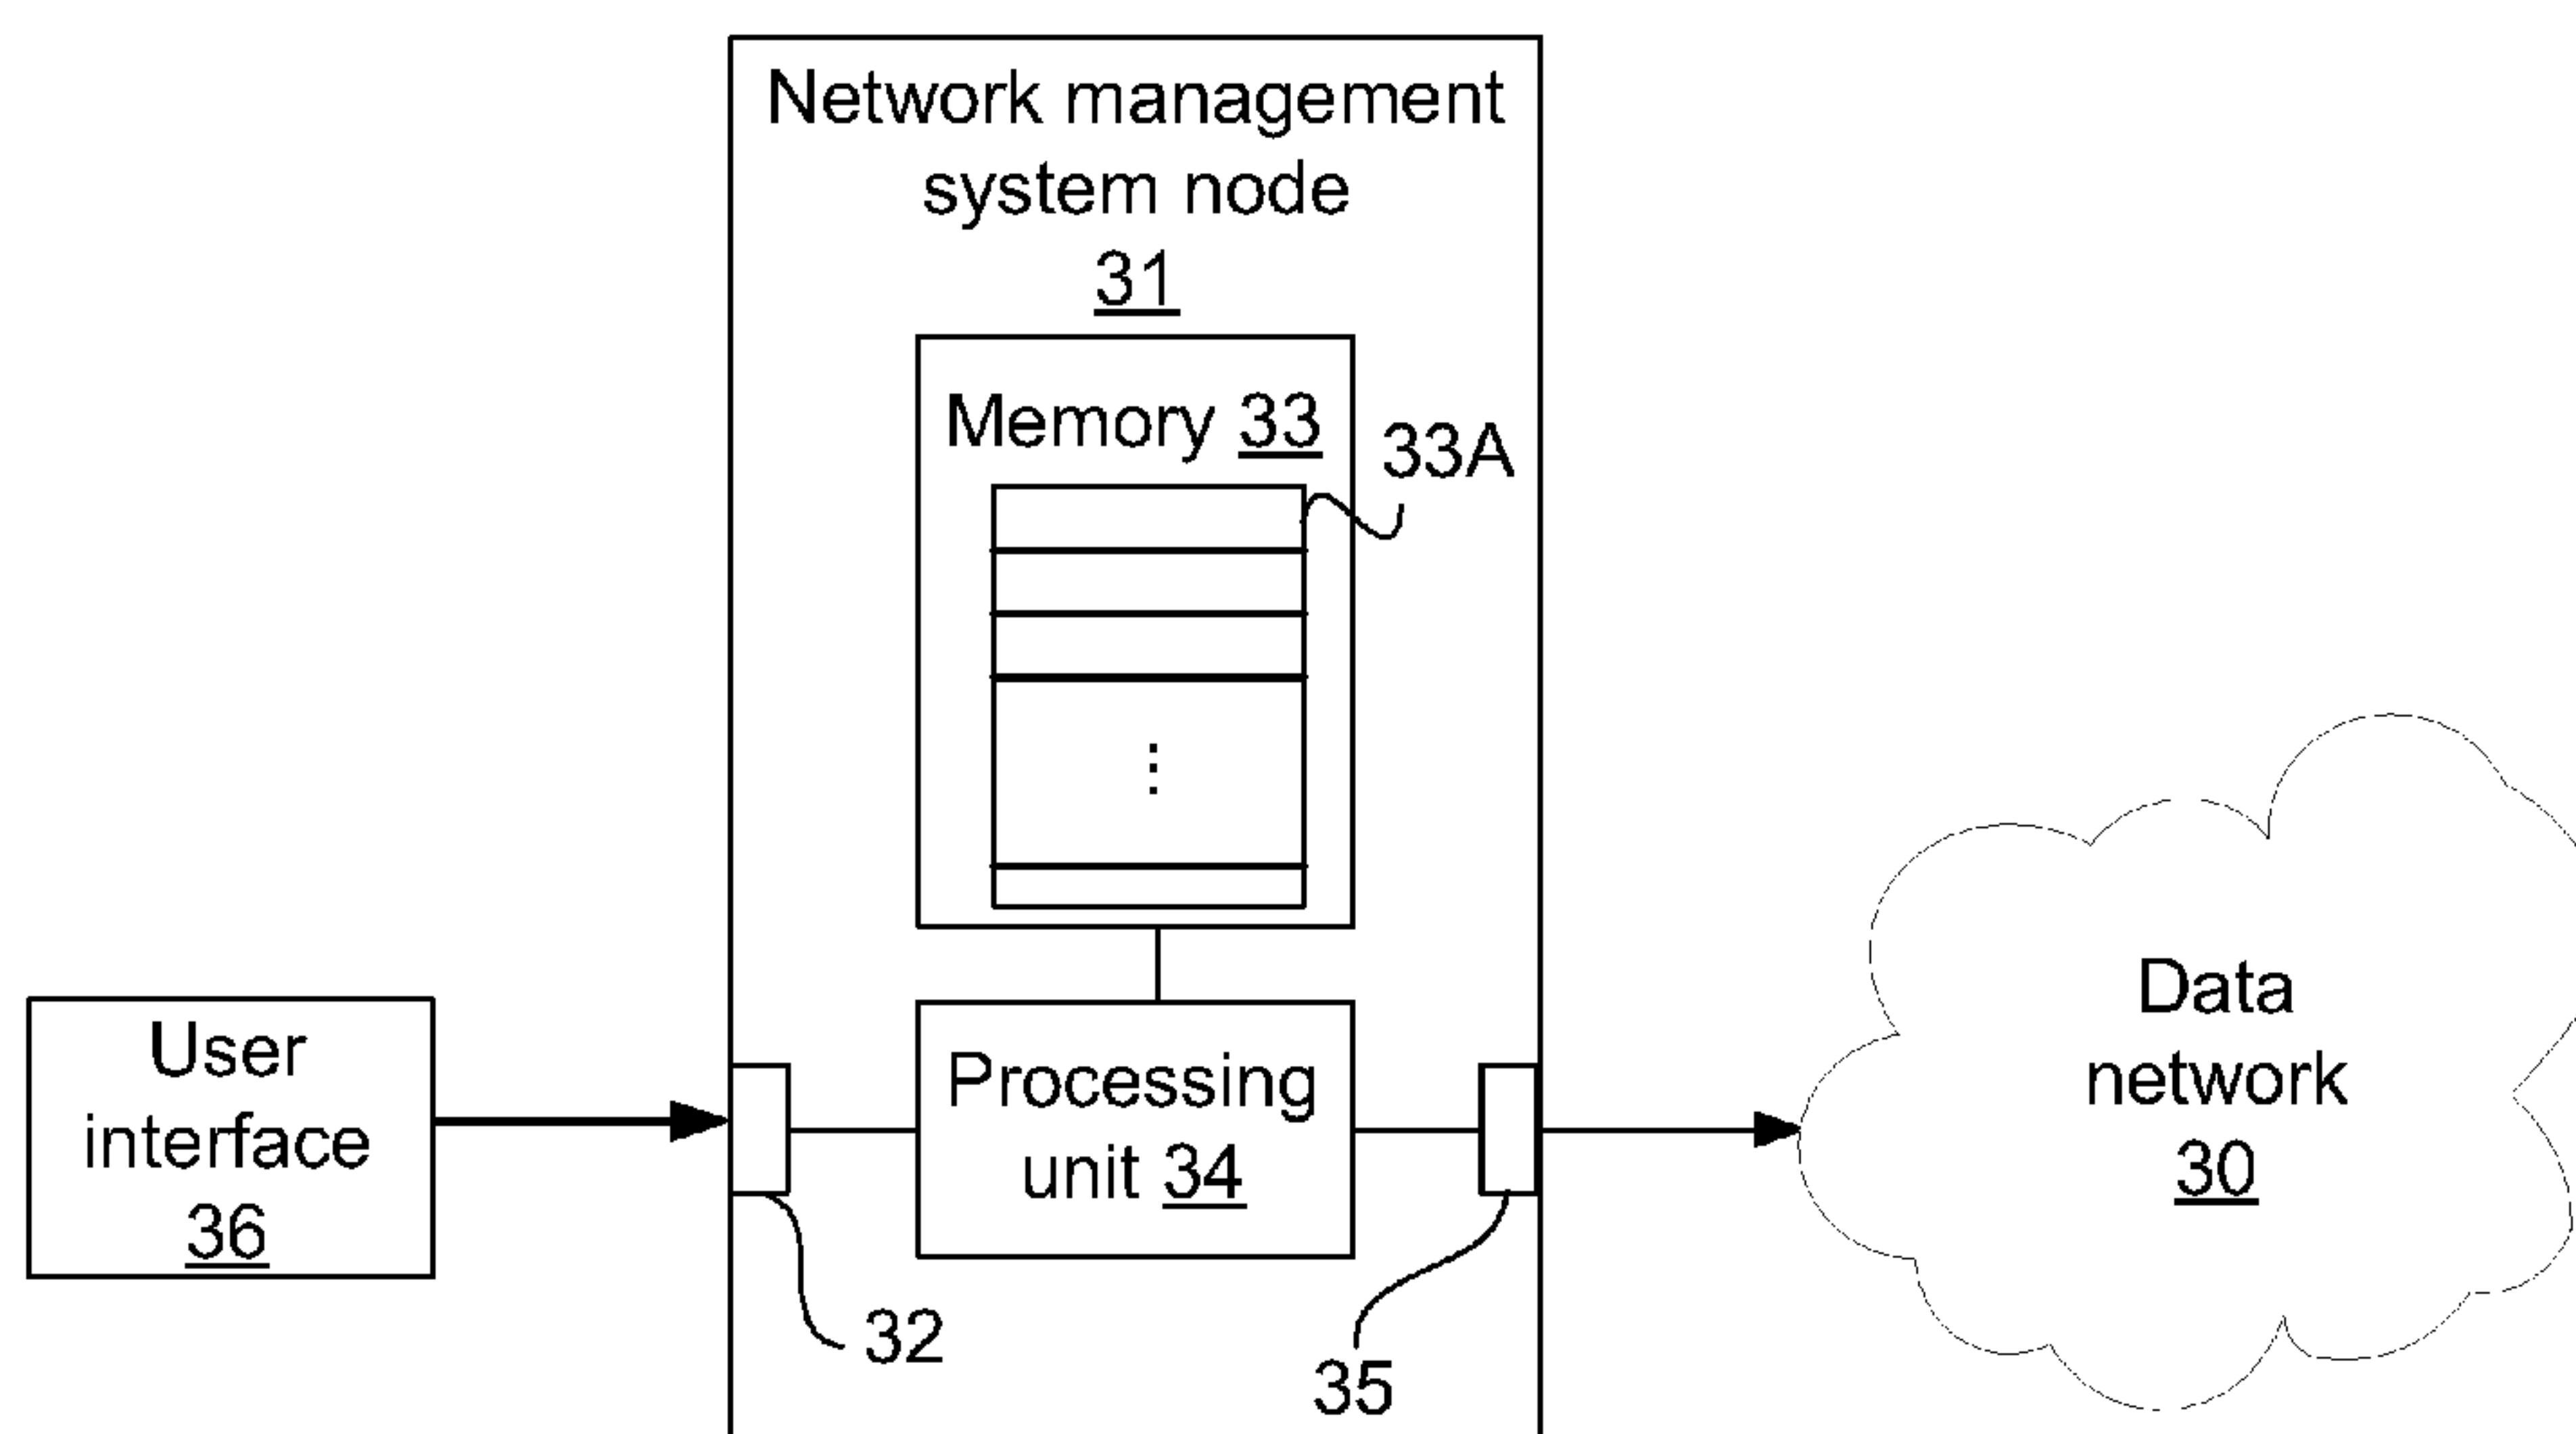 Network management
system node
31
Memory 33
33A
⋮
User
interface
36
Processing
unit 34
Data
network
30
32
35